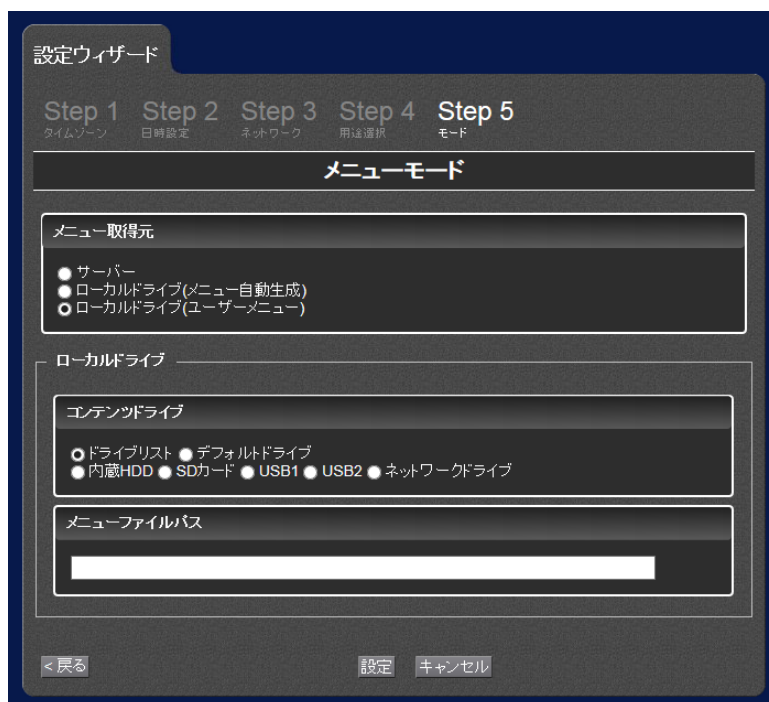 設定ウィザード
Step 1 Step 2 Step 3 Step 4 Step 5
タイムゾーン 日時設定 ネットワーク 用途選択 モード
メニューモード
メニュー取得元
サーバー
ローカルドライブ(メニュー自動生成)
ローカルドライブ(ユーザーメニュー)
ローカルドライブ
コンテンツドライブ
ドライブリスト デフォルトドライブ
内蔵HDD SDカード USB1 USB2 ネットワークドライブ
メニューファイルパス
< 戻る 設定 キャンセル